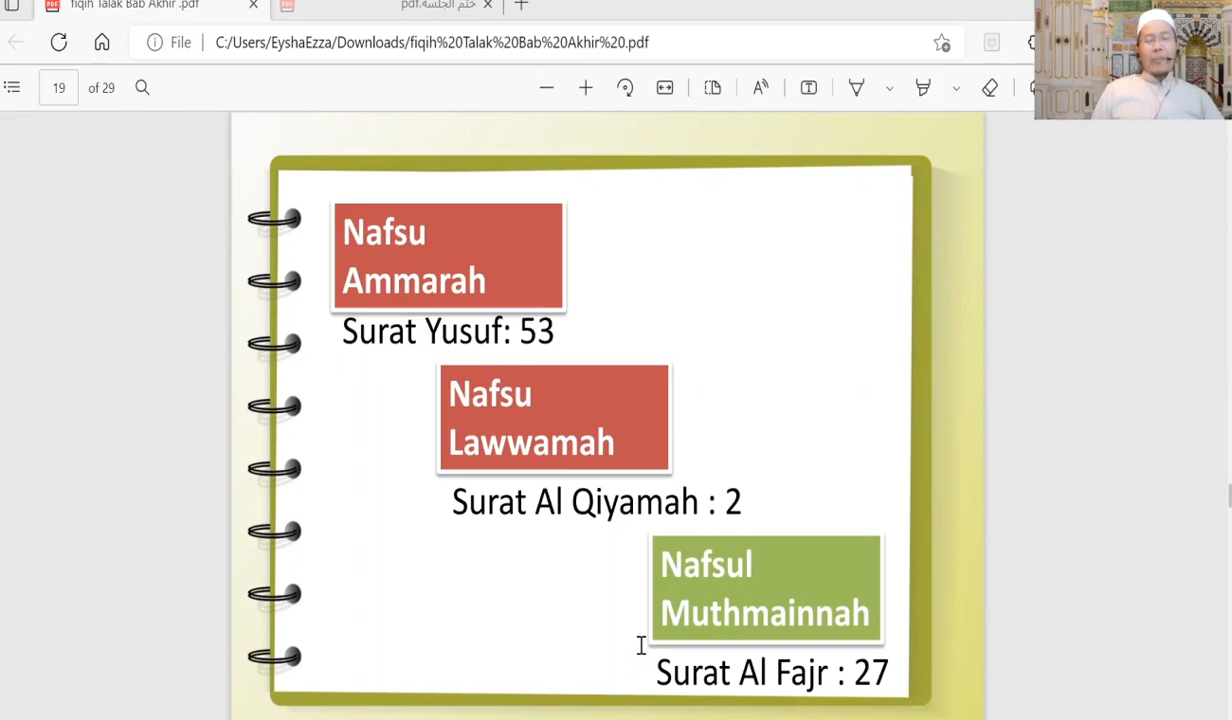 fiqih Talak Bab Akhir .pdf
ختم الجلسة.pdf
File
C:/Users/EyshaEzza/Downloads/fiqih%20Talak%20Bab%20Akhir%20.pdf
19 of 29
Nafsu
Ammarah
Surat Yusuf: 53
Nafsu
Lawwamah
Surat Al Qiyamah : 2
Nafsul
Muthmainnah
Surat Al Fajr : 27